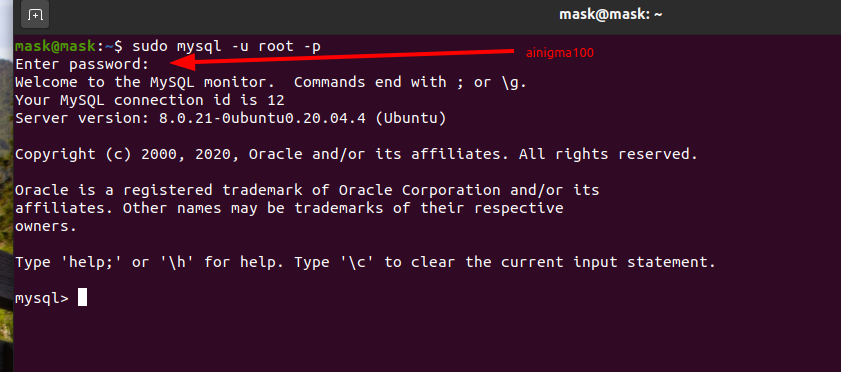 mask@mask: ~
mask@mask:~$ sudo mysql -u root -p
Enter password:
ainigma100
Welcome to the MySQL monitor.  Commands end with ; or \g.
Your MySQL connection id is 12
Server version: 8.0.21-0ubuntu0.20.04.4 (Ubuntu)
Copyright (c) 2000, 2020, Oracle and/or its affiliates. All rights reserved.
Oracle is a registered trademark of Oracle Corporation and/or its
affiliates. Other names may be trademarks of their respective
owners.
Type 'help;' or '\h' for help. Type '\c' to clear the current input statement.
mysql>